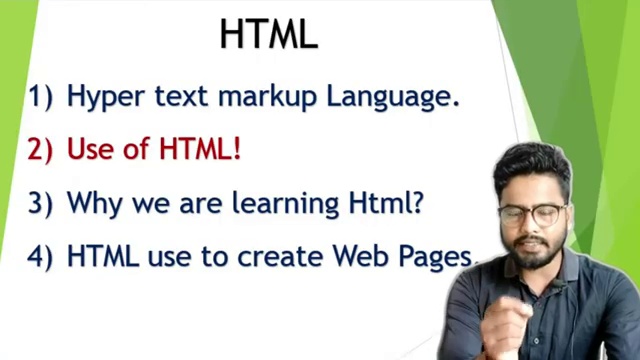 HTML
1) Hyper text markup Language.
2) Use of HTML!
3) Why we are learning Html?
4) HTML use to create Web Pages.